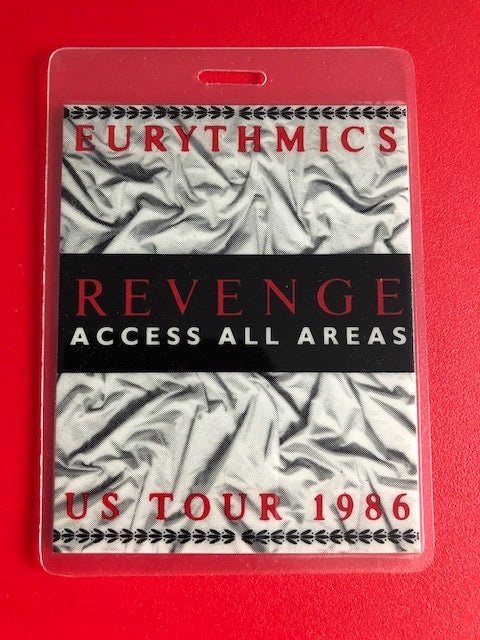 EURYTHMICS
REVENGE
ACCESS ALL AREAS
US TOUR 1986